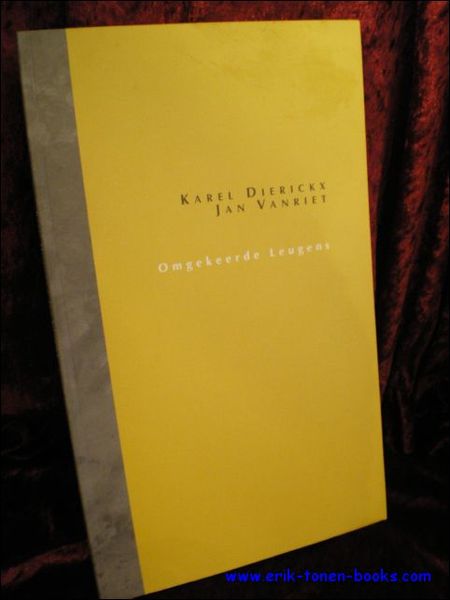 KAREL DIERICKX
JAN VANRIET
Omgekeerde Leugens
www.erik-tonen-books.com